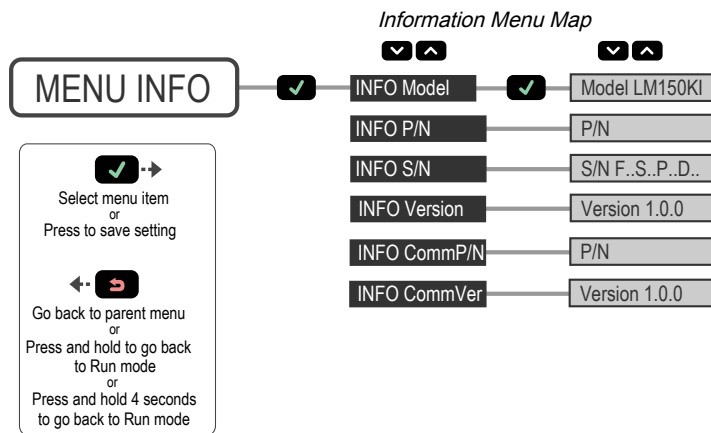 Information Menu Map
MENU INFO
INFO Model
Model LM150KI
INFO P/N
P/N
INFO S/N
S/N F..S..P..D..
INFO Version
Version 1.0.0
INFO CommP/N
P/N
INFO CommVer
Version 1.0.0
Select menu item
or
Press to save setting
Go back to parent menu
or
Press and hold to go back
to Run mode
or
Press and hold 4 seconds
to go back to Run mode